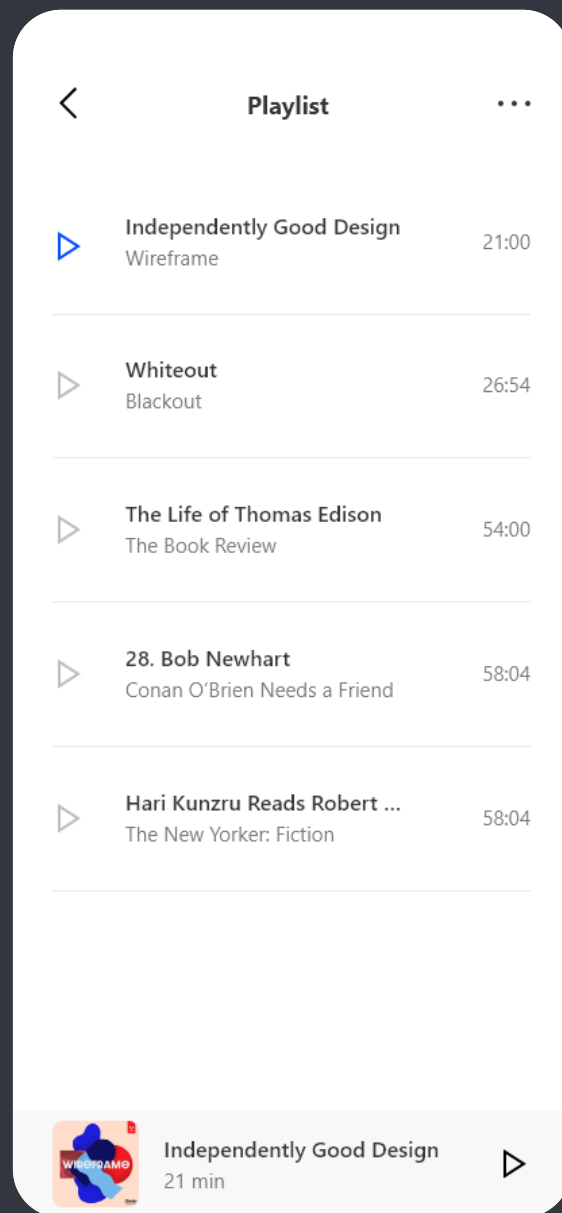 Playlist
Independently Good Design
Wireframe
21:00
Whiteout
Blackout
26:54
The Life of Thomas Edison
The Book Review
54:00
28. Bob Newhart
Conan O’Brien Needs a Friend
58:04
Hari Kunzru Reads Robert ...
The New Yorker: Fiction
58:04
WIREFRAME
Independently Good Design
21 min